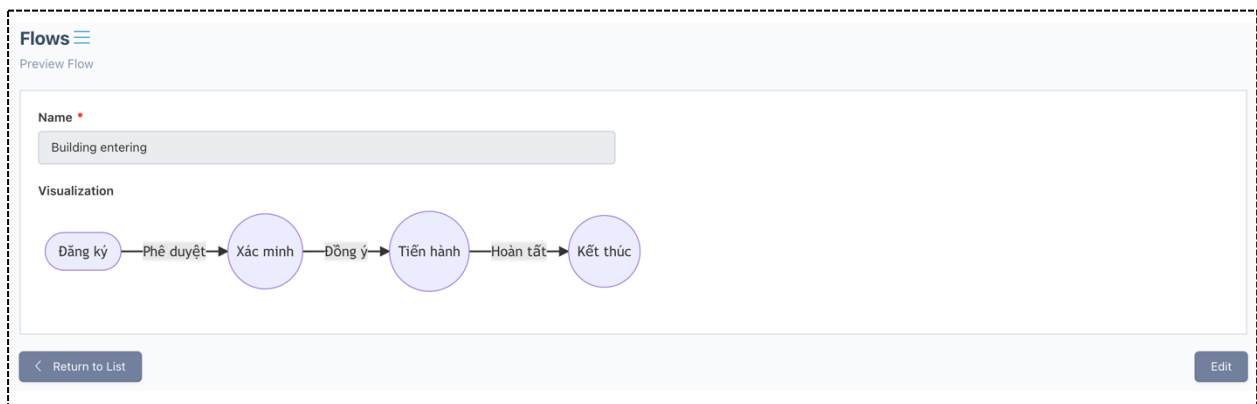 Flows
Preview Flow
Name *
Building entering
Visualization
Đăng ký Phê duyệt Xác minh Đồng ý Tiến hành Hoàn tất Kết thúc
Return to List
Edit